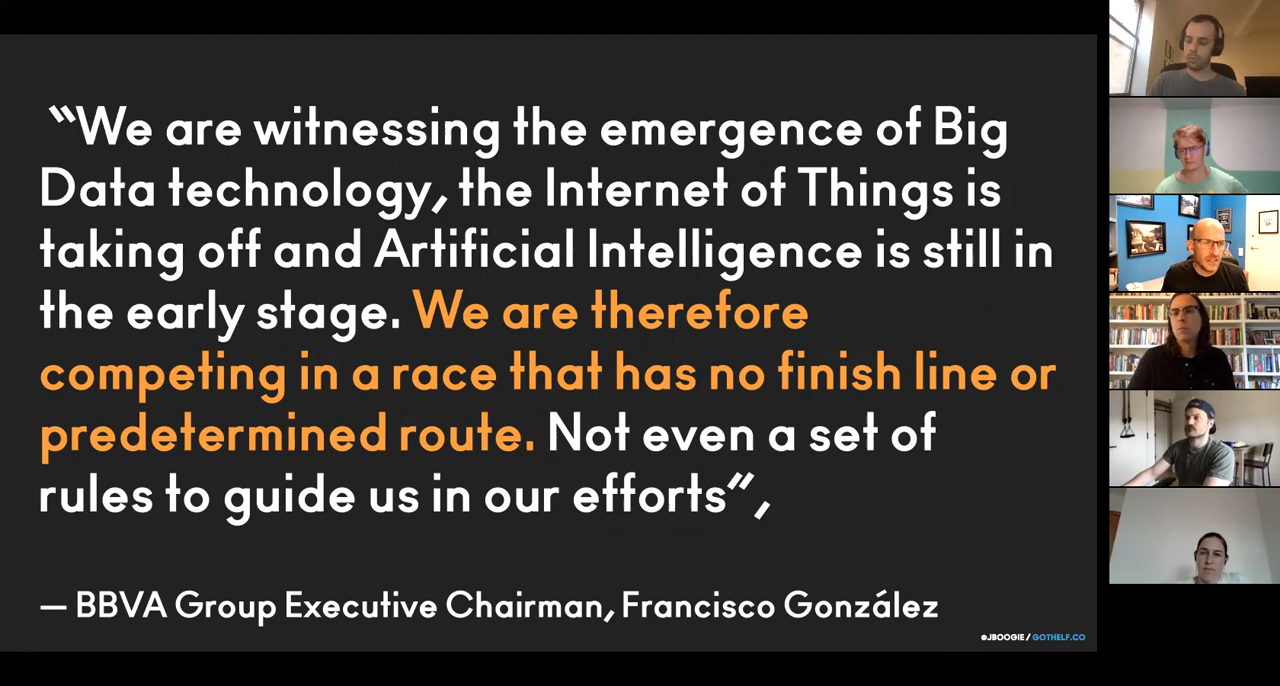 “We are witnessing the emergence of Big
Data technology, the Internet of Things is
taking off and Artificial Intelligence is still in
the early stage. We are therefore
competing in a race that has no finish line or
predetermined route. Not even a set of
rules to guide us in our efforts”,
— BBVA Group Executive Chairman, Francisco González
@JBOOGIE / GOTHELF.CO